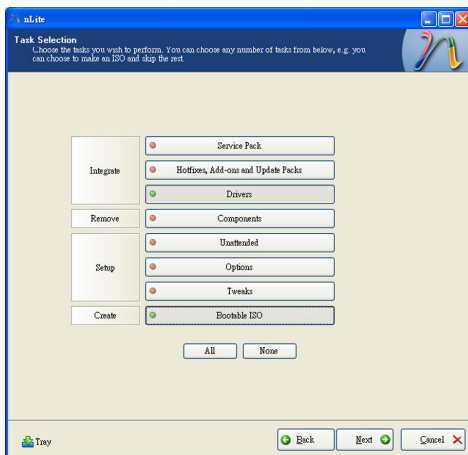 nLite
Task Selection
Choose the tasks you wish to perform. You can choose any number of tasks from below, e.g. you
can choose to make an ISO and skip the rest.
Integrate
Service Pack
Hotfixes, Add-ons and Update Packs
Drivers
Remove
Components
Setup
Unattended
Options
Tweaks
Create
Bootable ISO
All None
Tray
Back Next Cancel